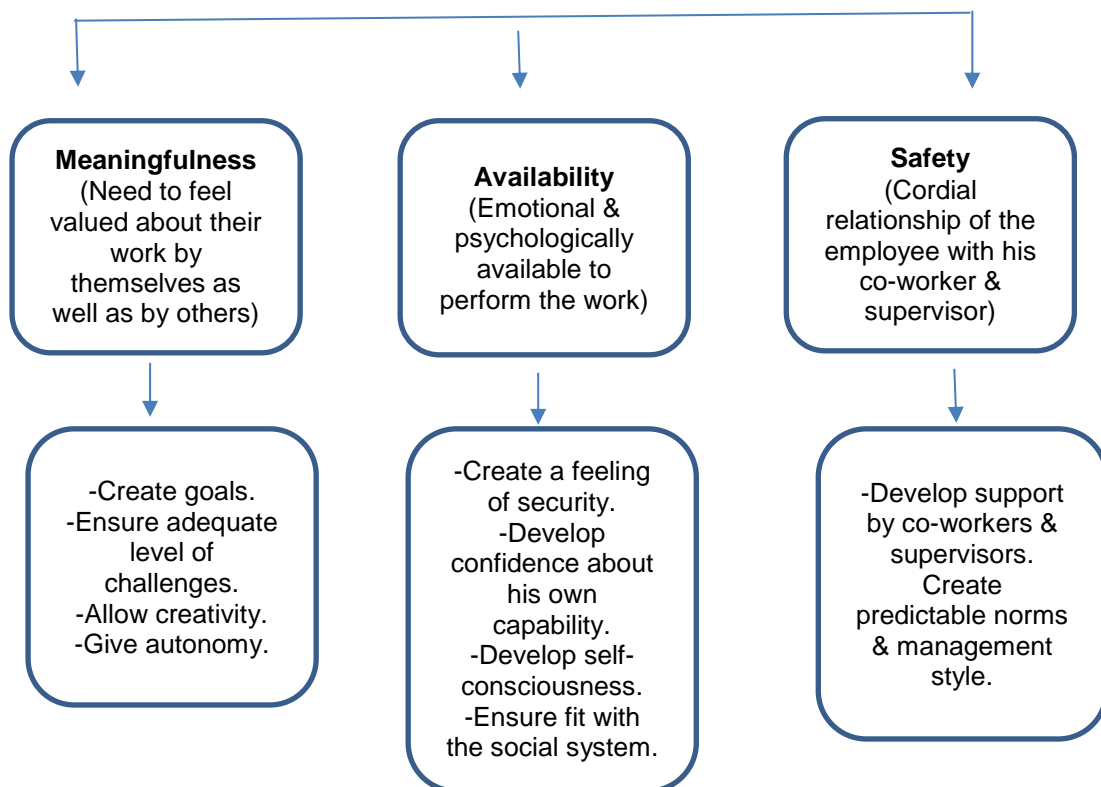 Meaningfulness
(Need to feel
valued about their
work by
themselves as
well as by others)
Availability
(Emotional &
psychologically
available to
perform the work)
Safety
(Cordial
relationship of the
employee with his
co-worker &
supervisor)
-Create goals.
-Ensure adequate
level of
challenges.
-Allow creativity.
-Give autonomy.
-Create a feeling
of security.
-Develop
confidence about
his own
capability.
-Develop self-
consciousness.
-Ensure fit with
the social system.
-Develop support
by co-workers &
supervisors.
Create
predictable norms
& management
style.